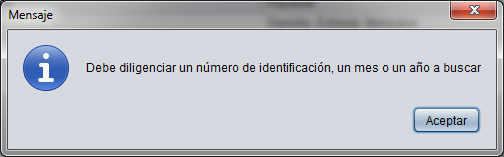 Mensaje
Debe diligenciar un número de identificación, un mes o un año a buscar
Aceptar